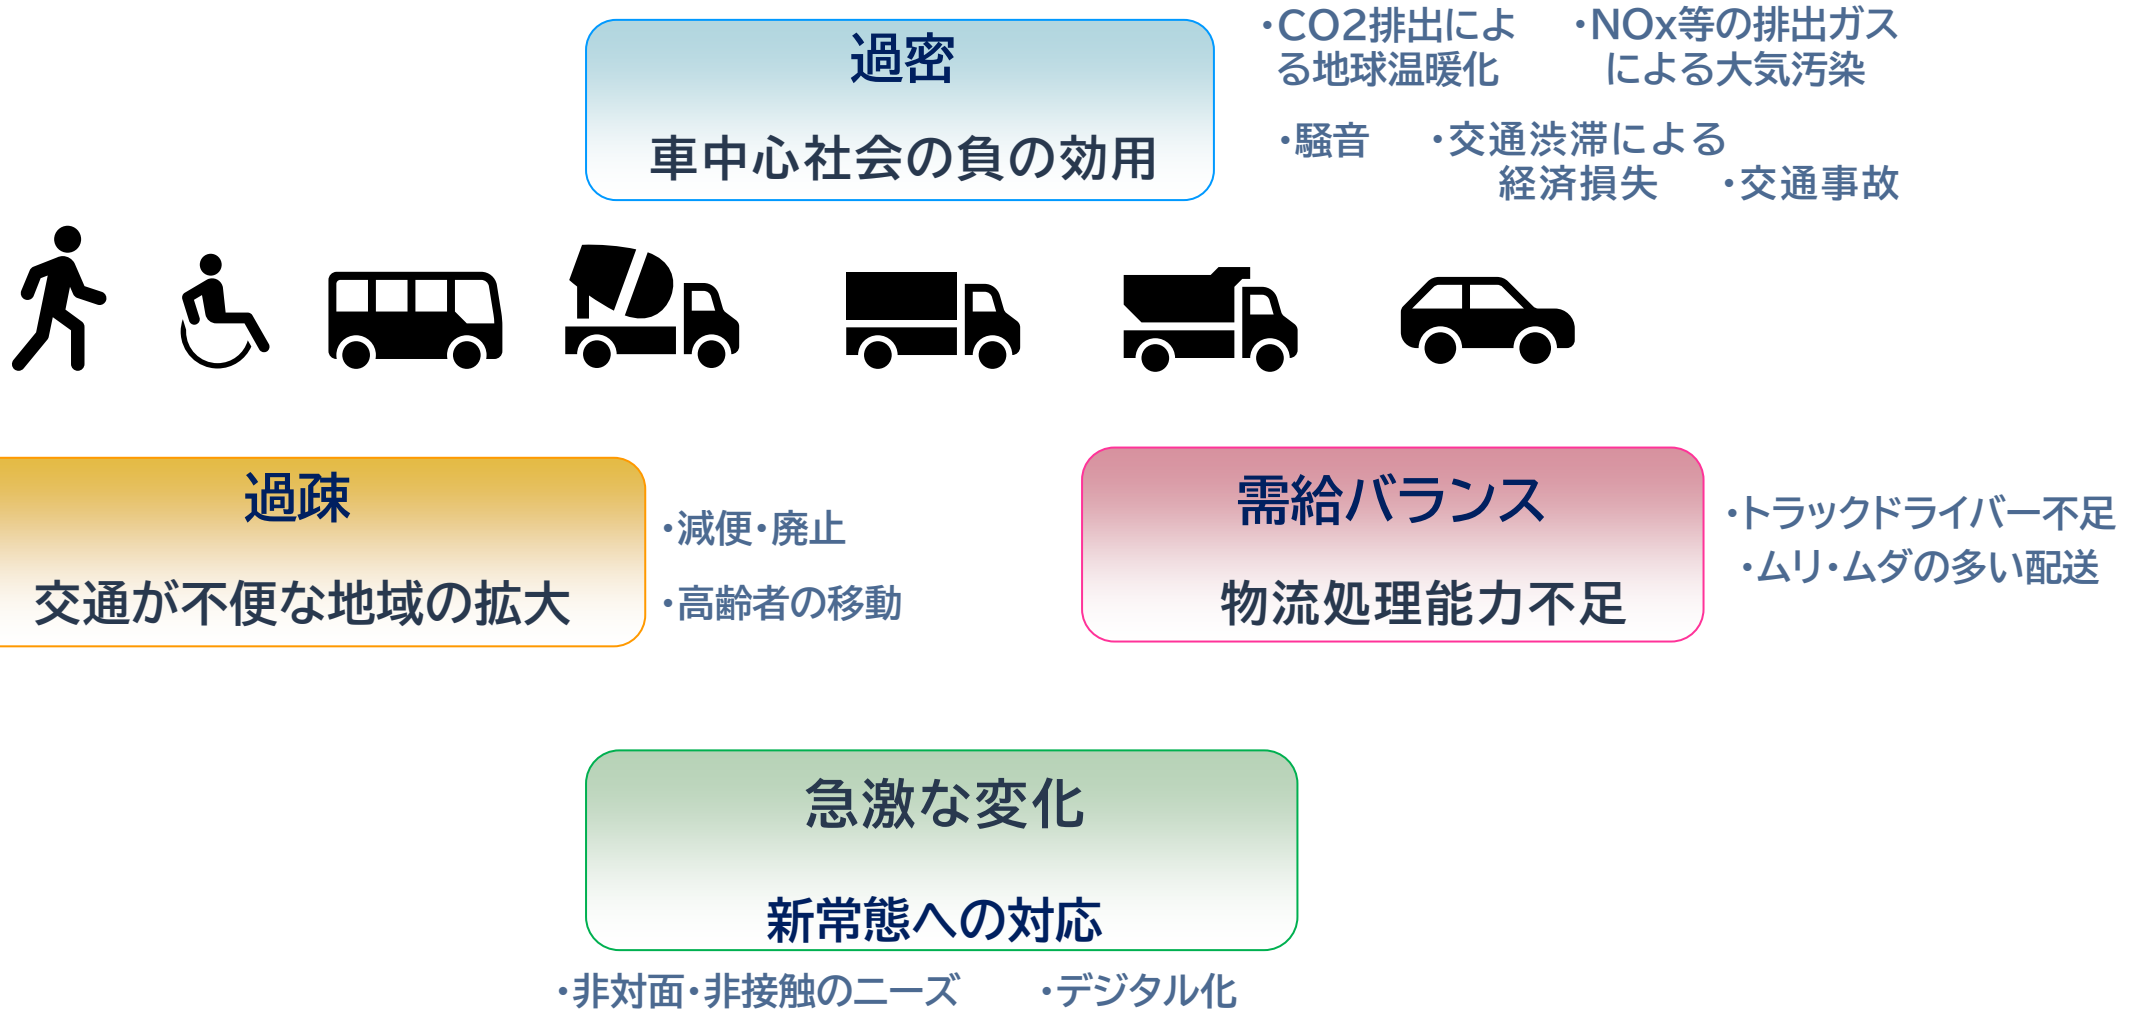 過密
車中心社会の負の効用
・CO2排出によ
る地球温暖化
・NOx等の排出ガス
による大気汚染
・騒音
・交通渋滞による
経済損失
・交通事故
過疎
交通が不便な地域の拡大
・減便・廃止
・高齢者の移動
需給バランス
物流処理能力不足
・トラックドライバー不足
・ムリ・ムダの多い配送
急激な変化
新常態への対応
・非対面・非接触のニーズ
・デジタル化